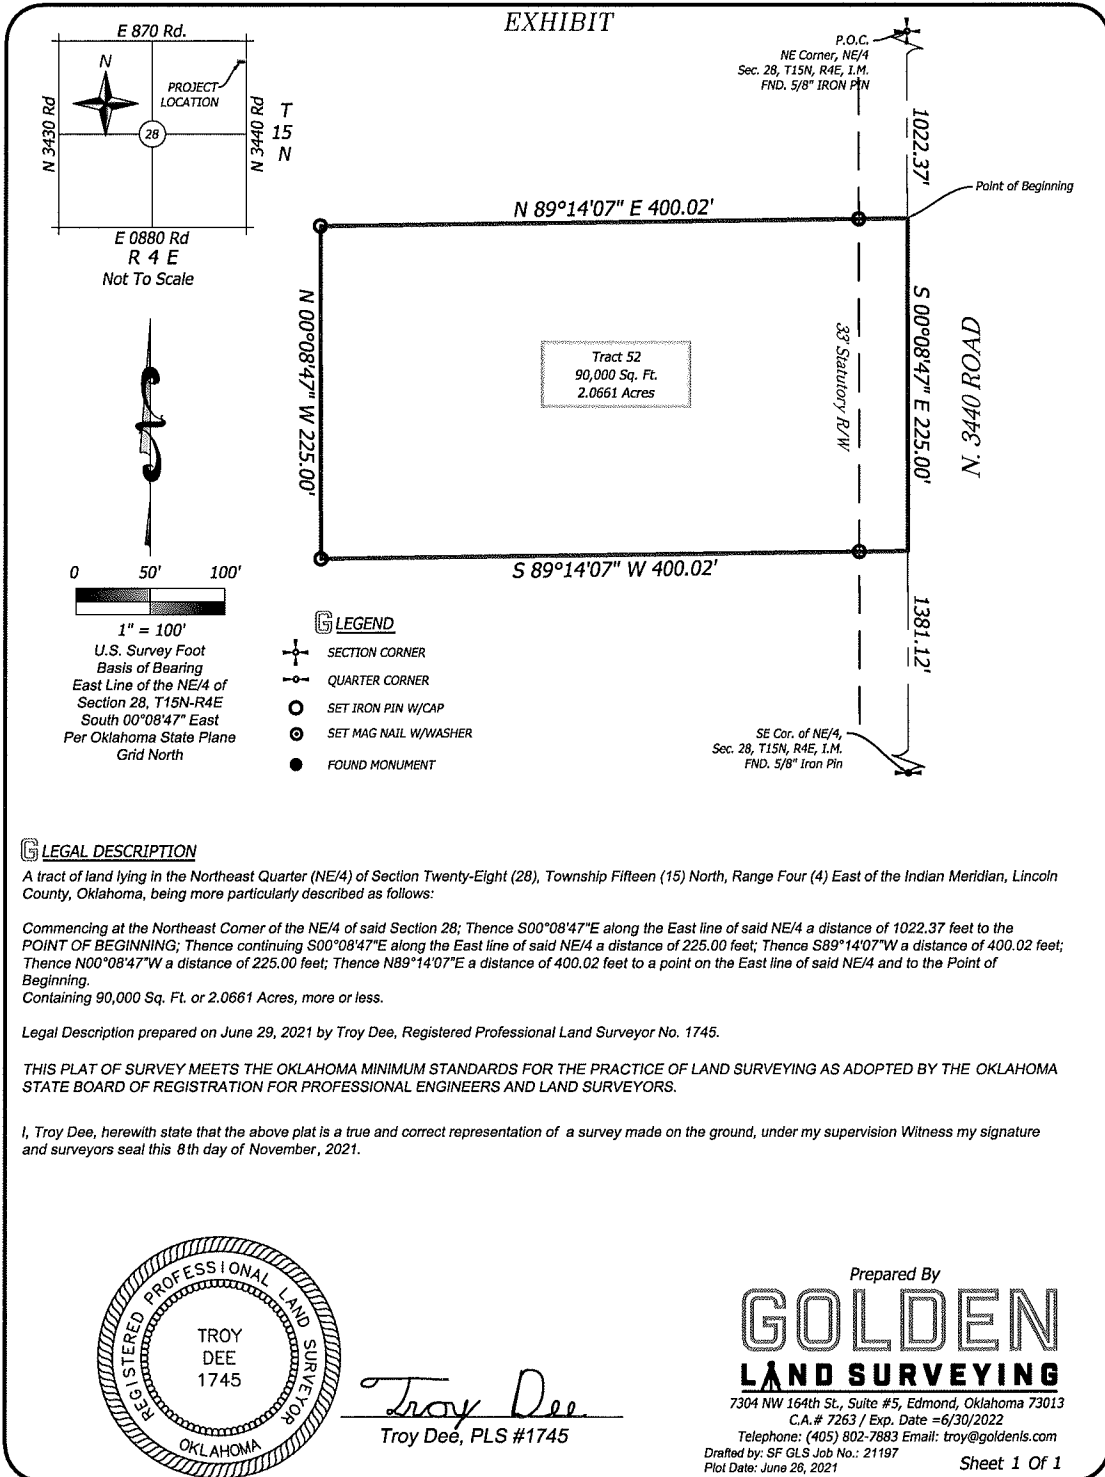 EXHIBIT
E 870 Rd.
N
PROJECT
LOCATION
N 3430 Rd
28
N 3440 Rd
T
15
N
E 0880 Rd
R 4 E
Not To Scale
P.O.C.
NE Corner, NE/4
Sec. 28, T15N, R4E, I.M.
FND. 5/8" IRON PIN
1022.37'
Point of Beginning
N 89°14'07" E 400.02'
N 00°08'47" W 225.00'
Tract 52
90,000 Sq. Ft.
2.0661 Acres
33' Statutory R/W
S 00°08'47" E 225.00'
N. 3440 ROAD
S 89°14'07" W 400.02'
1381.12'
SE Cor. of NE/4,
Sec. 28, T15N, R4E, I.M.
FND. 5/8" Iron Pin
0 50' 100'
1" = 100'
U.S. Survey Foot
Basis of Bearing
East Line of the NE/4 of
Section 28, T15N-R4E
South 00°08'47" East
Per Oklahoma State Plane
Grid North
G LEGEND
SECTION CORNER
QUARTER CORNER
SET IRON PIN W/CAP
SET MAG NAIL W/WASHER
FOUND MONUMENT
G LEGAL DESCRIPTION
A tract of land lying in the Northeast Quarter (NE/4) of Section Twenty-Eight (28), Township Fifteen (15) North, Range Four (4) East of the Indian Meridian, Lincoln
County, Oklahoma, being more particularly described as follows:
Commencing at the Northeast Corner of the NE/4 of said Section 28; Thence S00°08'47"E along the East line of said NE/4 a distance of 1022.37 feet to the
POINT OF BEGINNING; Thence continuing S00°08'47"E along the East line of said NE/4 a distance of 225.00 feet; Thence S89°14'07"W a distance of 400.02 feet;
Thence N00°08'47"W a distance of 225.00 feet; Thence N89°14'07"E a distance of 400.02 feet to a point on the East line of said NE/4 and to the Point of
Beginning.
Containing 90,000 Sq. Ft. or 2.0661 Acres, more or less.
Legal Description prepared on June 29, 2021 by Troy Dee, Registered Professional Land Surveyor No. 1745.
THIS PLAT OF SURVEY MEETS THE OKLAHOMA MINIMUM STANDARDS FOR THE PRACTICE OF LAND SURVEYING AS ADOPTED BY THE OKLAHOMA
STATE BOARD OF REGISTRATION FOR PROFESSIONAL ENGINEERS AND LAND SURVEYORS.
I, Troy Dee, herewith state that the above plat is a true and correct representation of a survey made on the ground, under my supervision Witness my signature
and surveyors seal this 8th day of November, 2021.
REGISTERED PROFESSIONAL LAND SURVEYOR
TROY
DEE
1745
OKLAHOMA
Troy Dee
Troy Dee, PLS #1745
Prepared By
GOLDEN
LAND SURVEYING
7304 NW 164th St., Suite #5, Edmond, Oklahoma 73013
C.A.# 7263 / Exp. Date =6/30/2022
Telephone: (405) 802-7883 Email: troy@goldenls.com
Drafted by: SF GLS Job No.: 21197
Plot Date: June 26, 2021
Sheet 1 Of 1